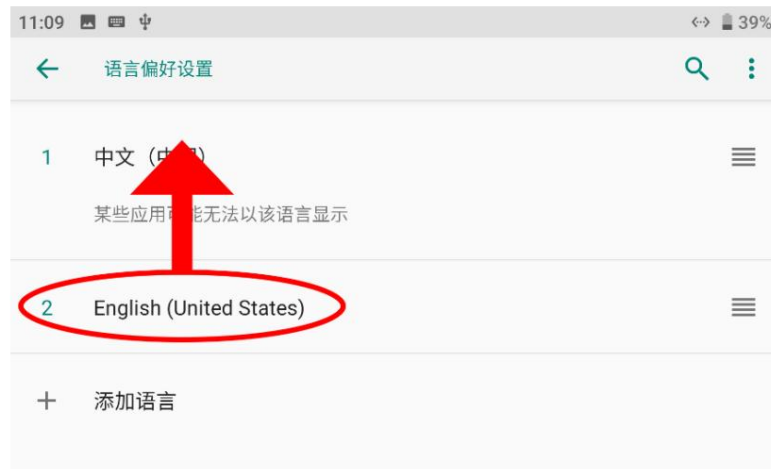 11:09 39%
语言偏好设置
1 中文（中
某些应用 能无法以该语言显示
2 English (United States)
+ 添加语言